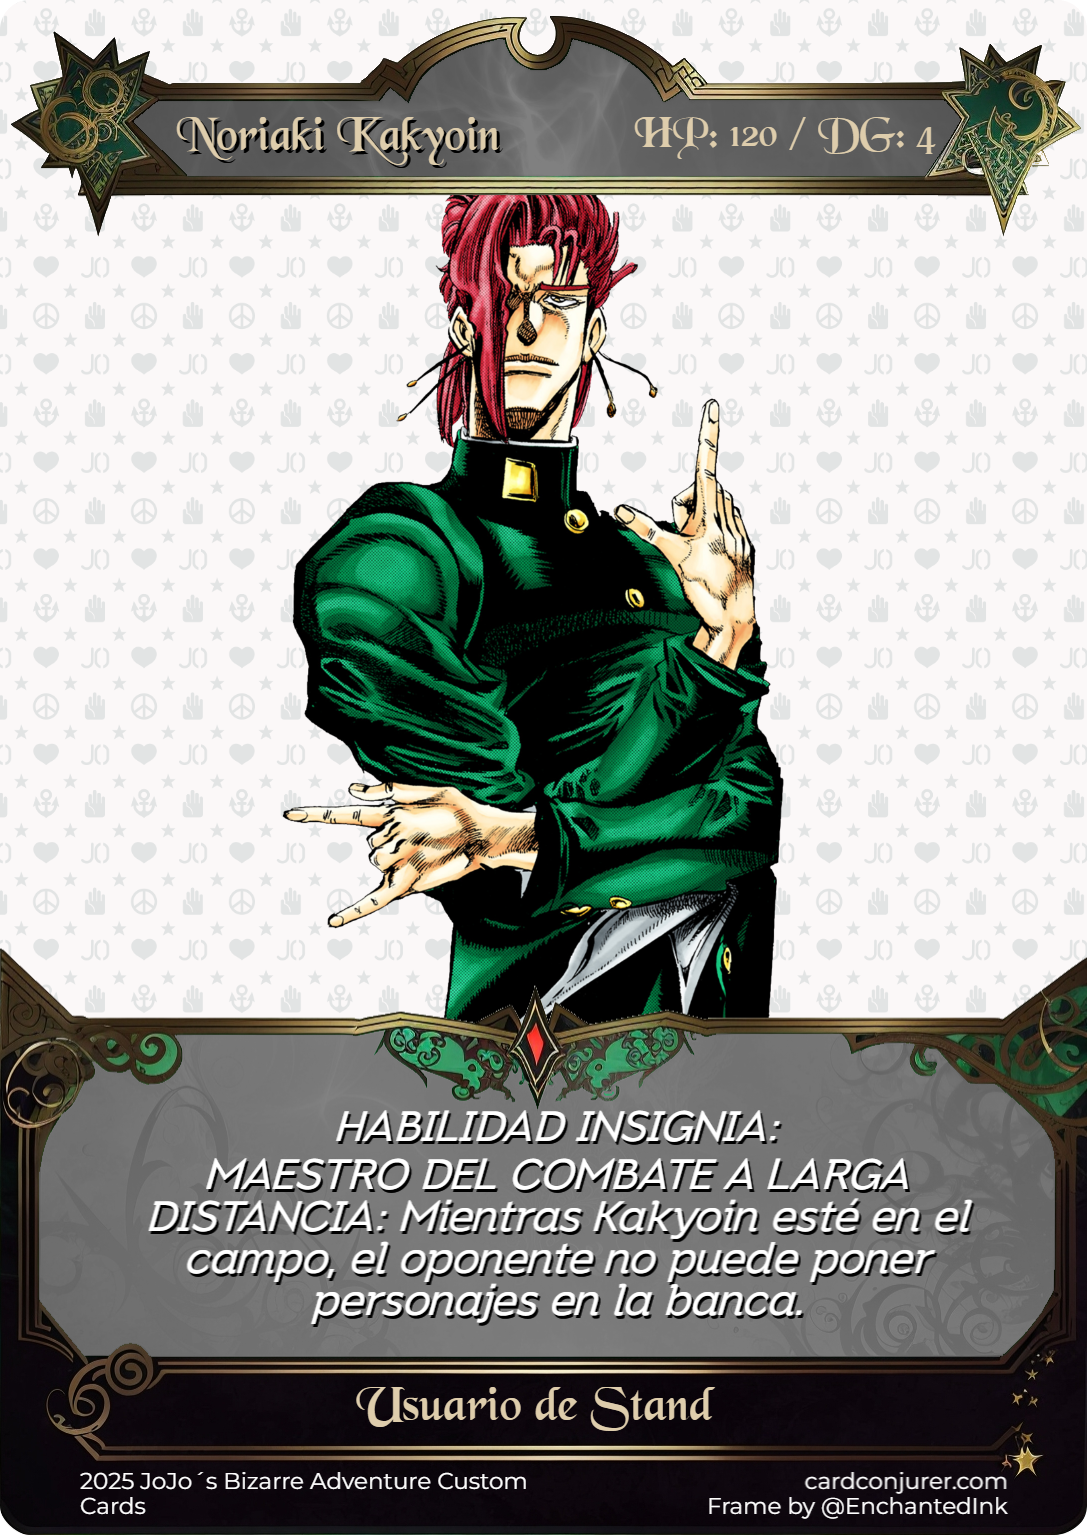 Noriaki Kakyoin
HP: 120 / DG: 4
HABILIDAD INSIGNIA:
MAESTRO DEL COMBATE A LARGA
DISTANCIA: Mientras Kakyoin esté en el
campo, el oponente no puede poner
personajes en la banca.
Usuario de Stand
2025 JoJo´s Bizarre Adventure Custom
Cards
cardconjurer.com
Frame by @EnchantedInk